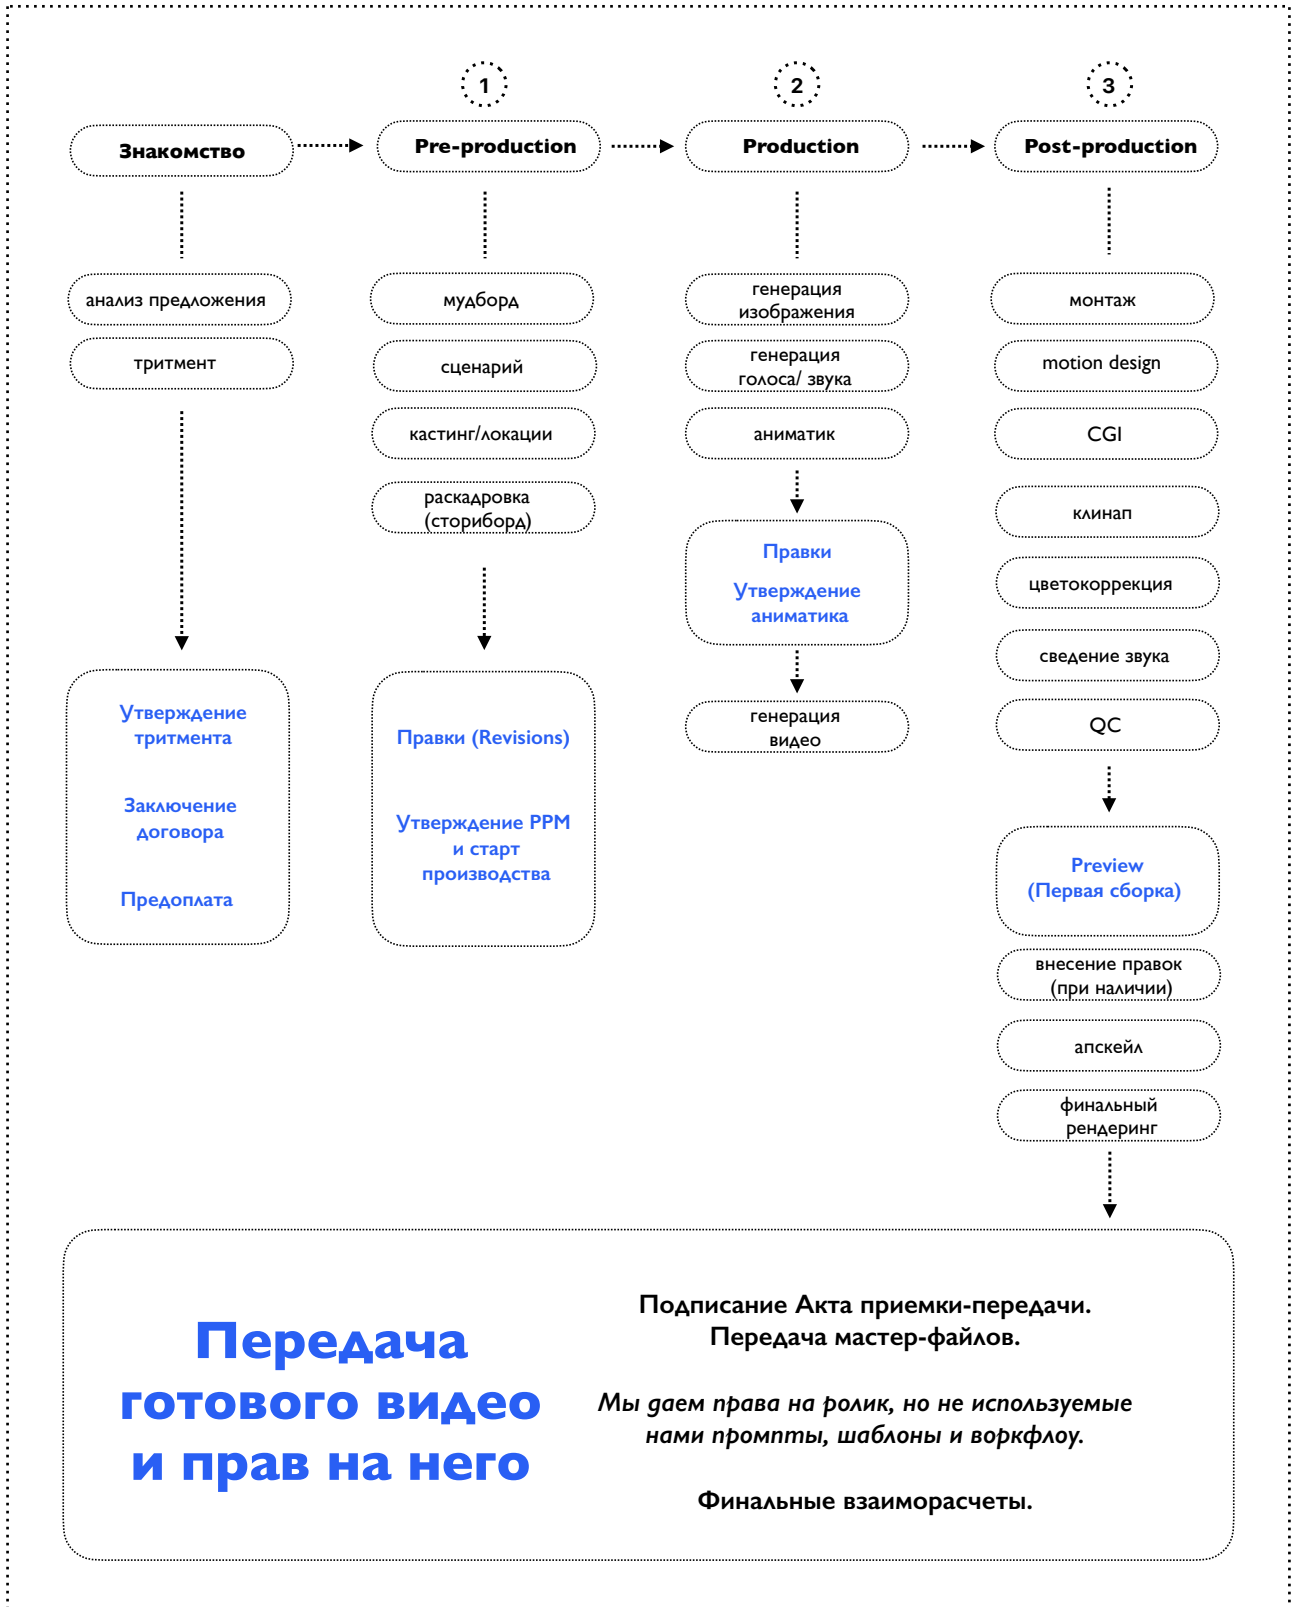 1
2
3
Знакомство
Pre-production
Production
Post-production
анализ предложения
тритмент
Утверждение
тритмента
Заключение
договора
Предоплата
мудборд
сценарий
кастинг/локации
раскадровка
(сториборд)
Правки (Revisions)
Утверждение PPM
и старт
производства
генерация
изображения
генерация
голоса/ звука
аниматик
Правки
Утверждение
аниматика
генерация
видео
монтаж
motion design
CGI
клинап
цветокоррекция
сведение звука
QC
Preview
(Первая сборка)
внесение правок
(при наличии)
апскейл
финальный
рендеринг
Передача
готового видео
и прав на него
Подписание Акта приемки-передачи.
Передача мастер-файлов.
Мы даем права на ролик, но не используемые
нами промпты, шаблоны и воркфлоу.
Финальные взаиморасчеты.